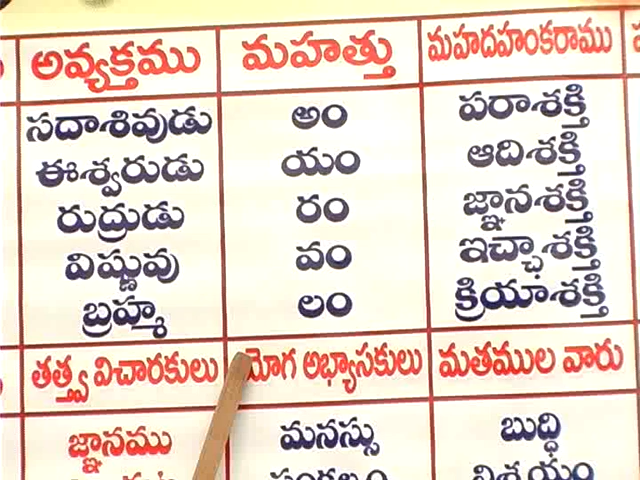 అవ్యక్తము మహత్తు మహదహంకారాము
సదాశివుడు అం పరాశక్తి
ఈశ్వరుడు యం ఆదిశక్తి
రుద్రుడు రం జ్ఞానశక్తి
విష్ణువు వం ఇచ్ఛాశక్తి
బ్రహ్మ లం క్రియాశక్తి
తత్వ విచారకులు యోగ అభ్యాసకులు మతముల వారు
జ్ఞానము మనస్సు బుద్ధి